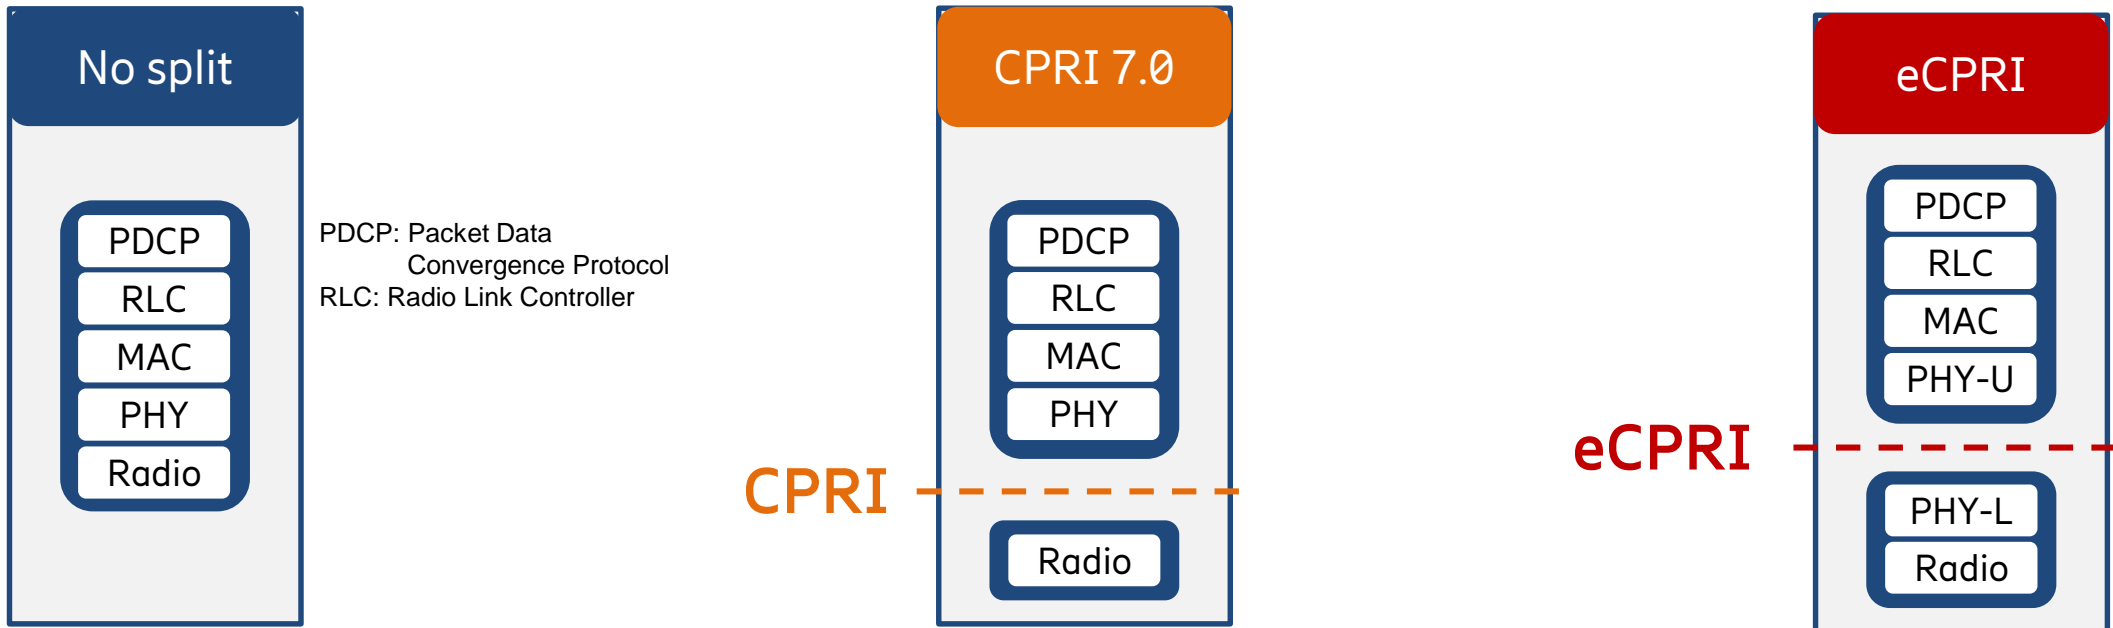 No split
PDCP
RLC
MAC
PHY
Radio
PDCP: Packet Data
Convergence Protocol
RLC: Radio Link Controller
CPRI 7.0
PDCP
RLC
MAC
PHY
CPRI
Radio
eCPRI
PDCP
RLC
MAC
PHY-U
eCPRI
PHY-L
Radio